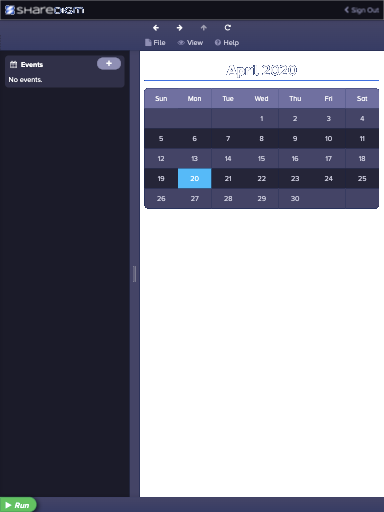 SHAREDIGM
Sign Out
File View Help
Events
No events.
April, 2020
Sun Mon Tue Wed Thu Fri Sat
1 2 3 4
5 6 7 8 9 10 11
12 13 14 15 16 17 18
19 20 21 22 23 24 25
26 27 28 29 30
Run